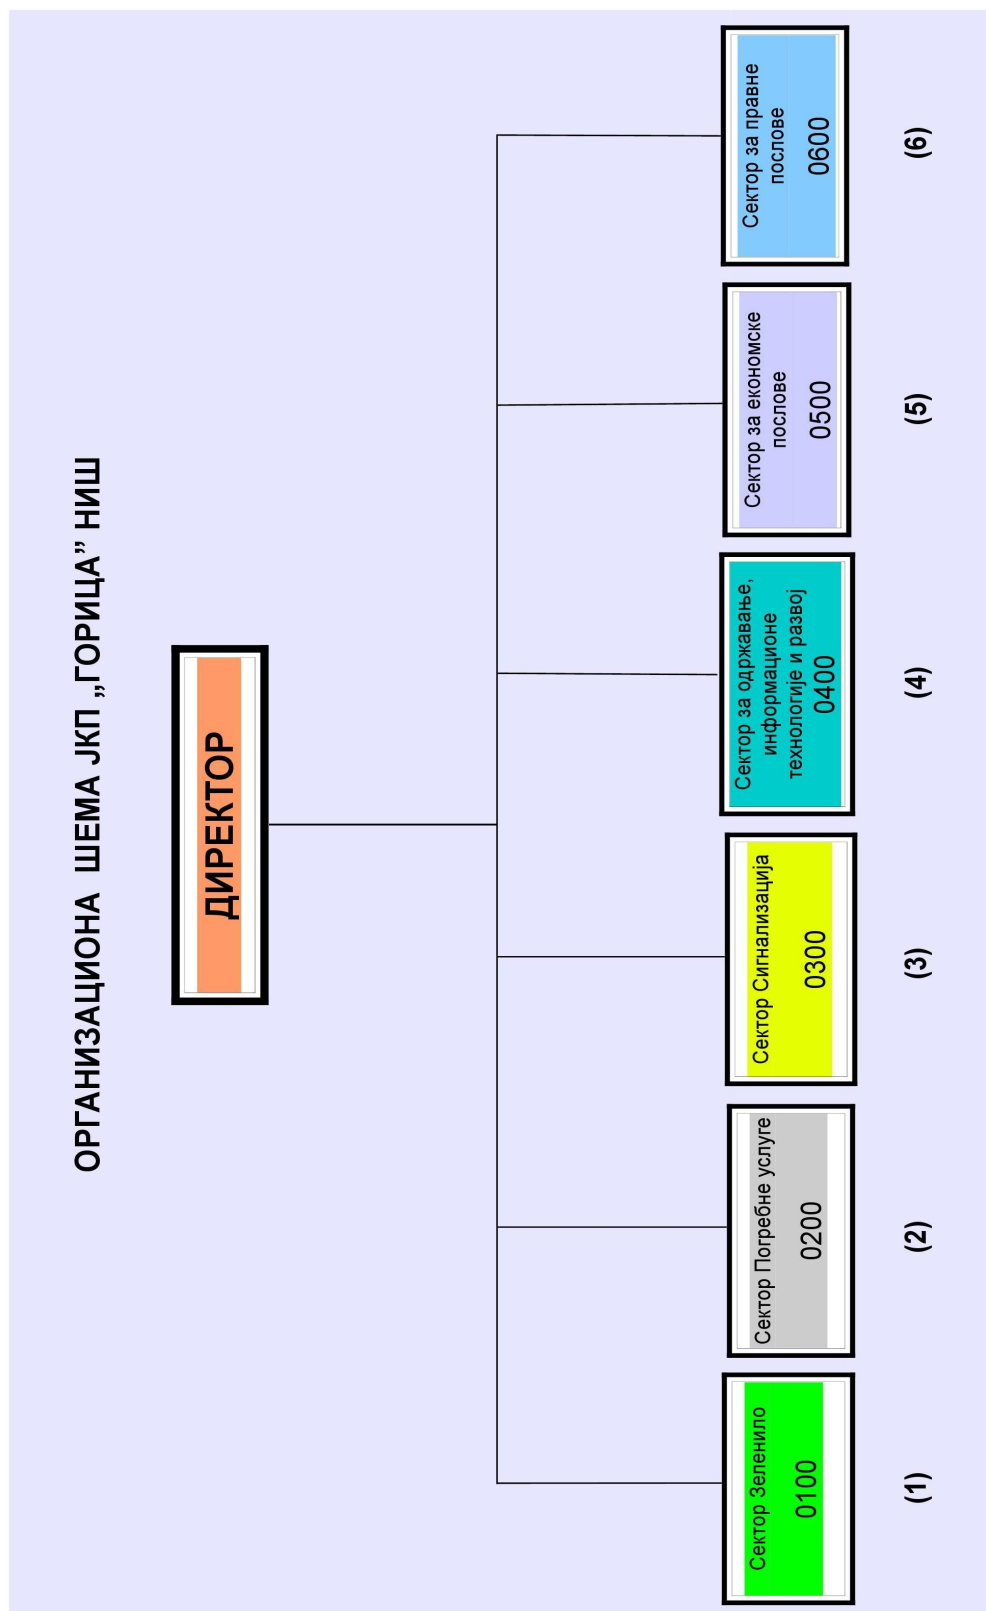 ОРГАНИЗАЦИОНА ШЕМА ЈКП „ГОРИЦА” НИШ
ДИРЕКТОР
Сектор Зеленило
0100
Сектор Погребне услуге
0200
Сектор Сигнализација
0300
Сектор за одржавање,
информационе
технологије и развој
0400
Сектор за економске
послове
0500
Сектор за правне
послове
0600
(1)
(2)
(3)
(4)
(5)
(6)